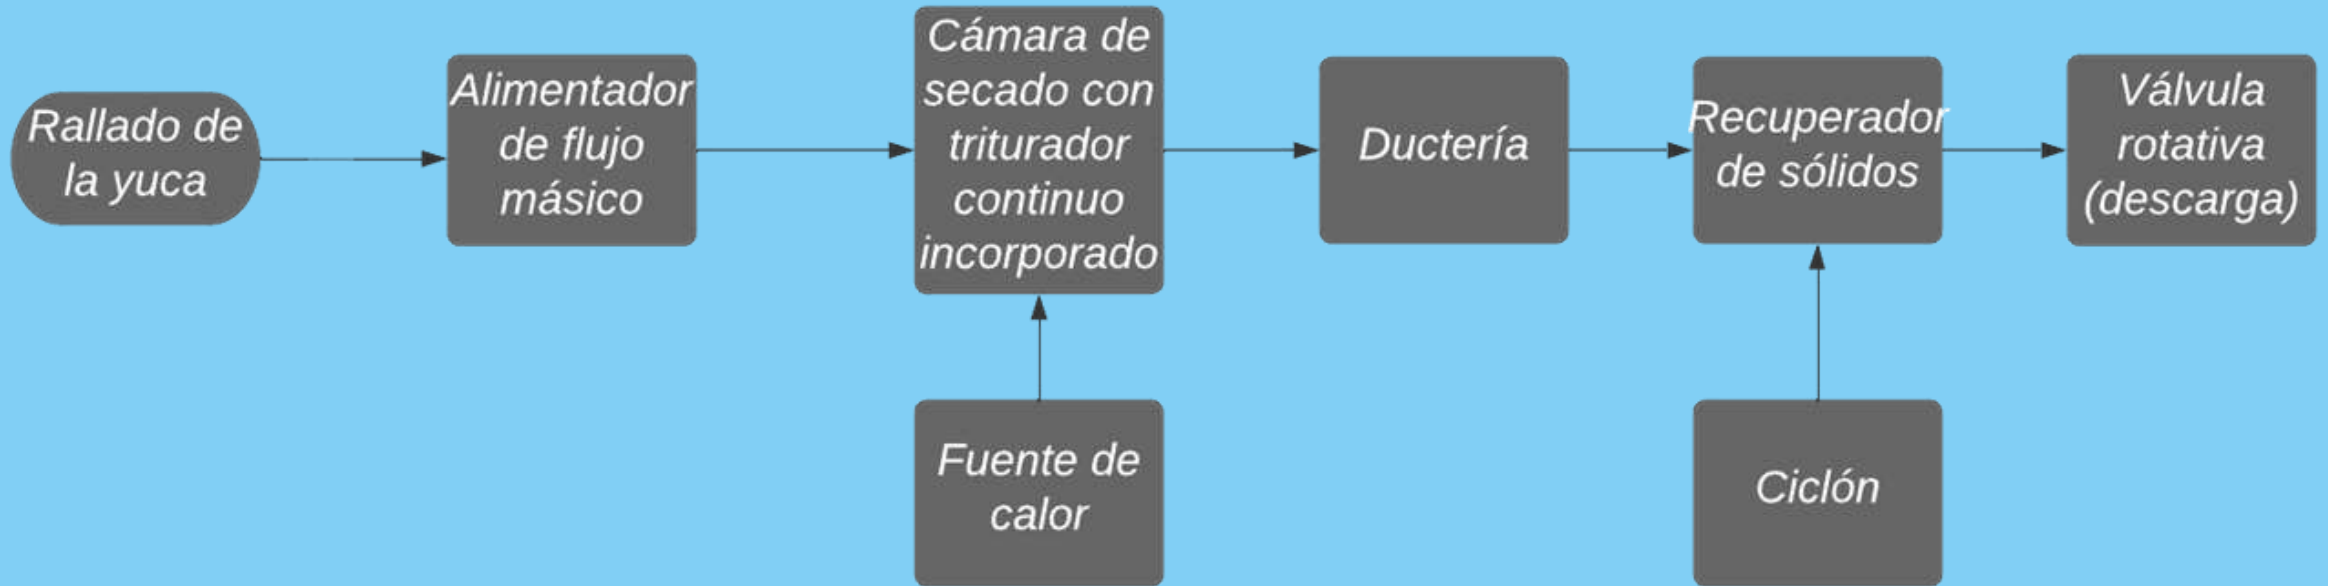 Rallado de
la yuca
Alimentador
de flujo
másico
Cámara de
secado con
triturador
continuo
incorporado
Ductería
Recuperador
de sólidos
Válvula
rotativa
(descarga)
Fuente de
calor
Ciclón